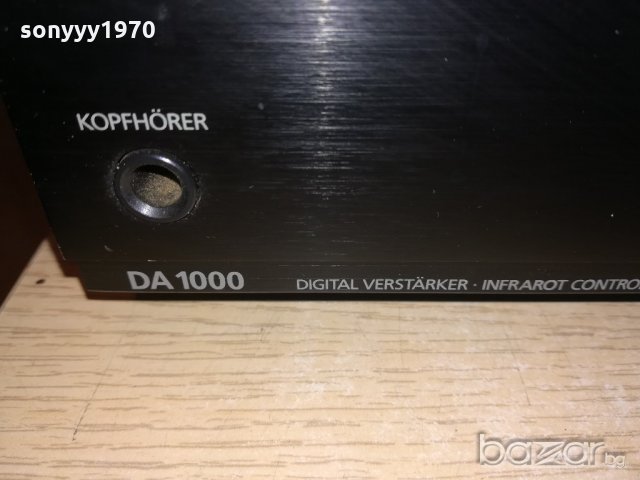 sonyyy1970
KOPFHÖRER
DA 1000
DIGITAL VERSTÄRKER · INFRAROT CONTRO
bazar.bg